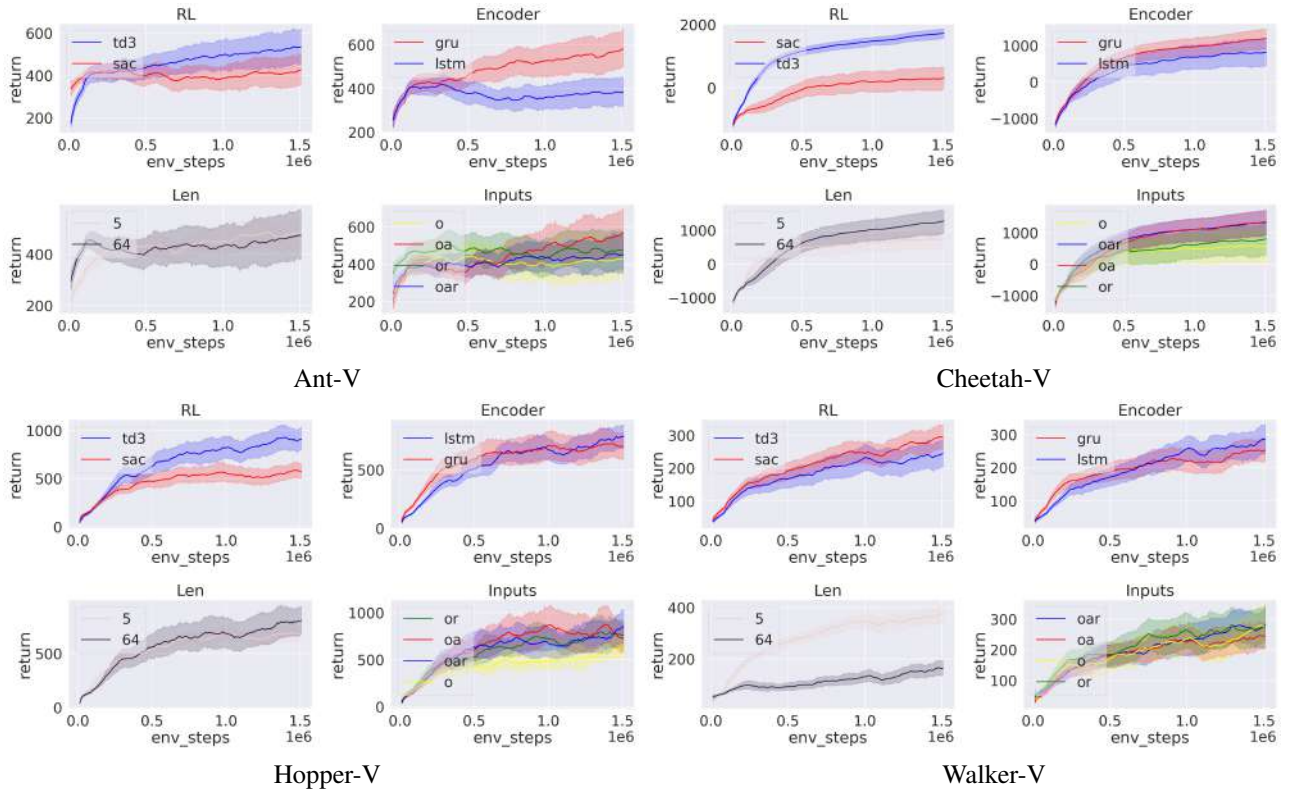 RL
600
400
200
return
td3
sac
0.0
0.5
1.0
1.5
1e6
env_steps
Encoder
600
400
200
return
gru
lstm
0.0
0.5
1.0
1.5
1e6
env_steps
RL
2000
0
return
sac
td3
0.0
0.5
1.0
1.5
1e6
env_steps
Encoder
1000
0
−1000
return
gru
lstm
0.0
0.5
1.0
1.5
1e6
env_steps
Len
400
200
return
5
64
0.0
0.5
1.0
1.5
1e6
env_steps
Inputs
600
400
200
return
o
oa
or
oar
0.0
0.5
1.0
1.5
1e6
env_steps
Len
1000
0
−1000
return
5
64
0.0
0.5
1.0
1.5
1e6
env_steps
Inputs
1000
0
−1000
return
o
oar
oa
or
0.0
0.5
1.0
1.5
1e6
env_steps
Ant-V
Cheetah-V
RL
1000
500
0
return
td3
sac
0.0
0.5
1.0
1.5
1e6
env_steps
Encoder
500
0
return
lstm
gru
0.0
0.5
1.0
1.5
1e6
env_steps
RL
300
200
100
return
td3
sac
0.0
0.5
1.0
1.5
1e6
env_steps
Encoder
300
200
100
return
gru
lstm
0.0
0.5
1.0
1.5
1e6
env_steps
Len
500
0
return
5
64
0.0
0.5
1.0
1.5
1e6
env_steps
Inputs
1000
500
0
return
or
oa
oar
o
0.0
0.5
1.0
1.5
1e6
env_steps
Len
400
200
return
5
64
0.0
0.5
1.0
1.5
1e6
env_steps
Inputs
300
200
100
return
oar
oa
o
or
0.0
0.5
1.0
1.5
1e6
env_steps
Hopper-V
Walker-V